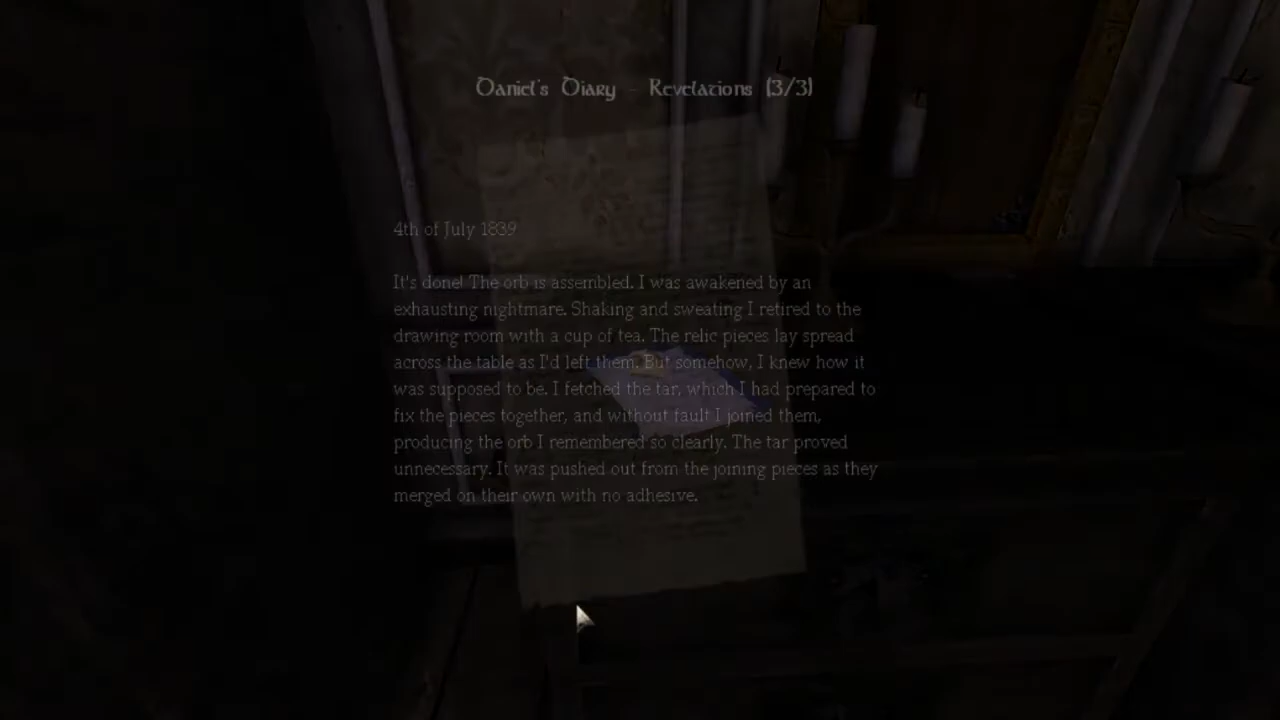 Daniel's Diary - Revelations (3/3)
4th of July 1839
It's done! The orb is assembled. I was awakened by an
exhausting nightmare. Shaking and sweating I retired to the
drawing room with a cup of tea. The relic pieces lay spread
across the table as I'd left them. But somehow, I knew how it
was supposed to be. I fetched the tar, which I had prepared to
fix the pieces together, and without fault I joined them,
producing the orb I remembered so clearly. The tar proved
unnecessary. It was pushed out from the joining pieces as they
merged on their own with no adhesive.